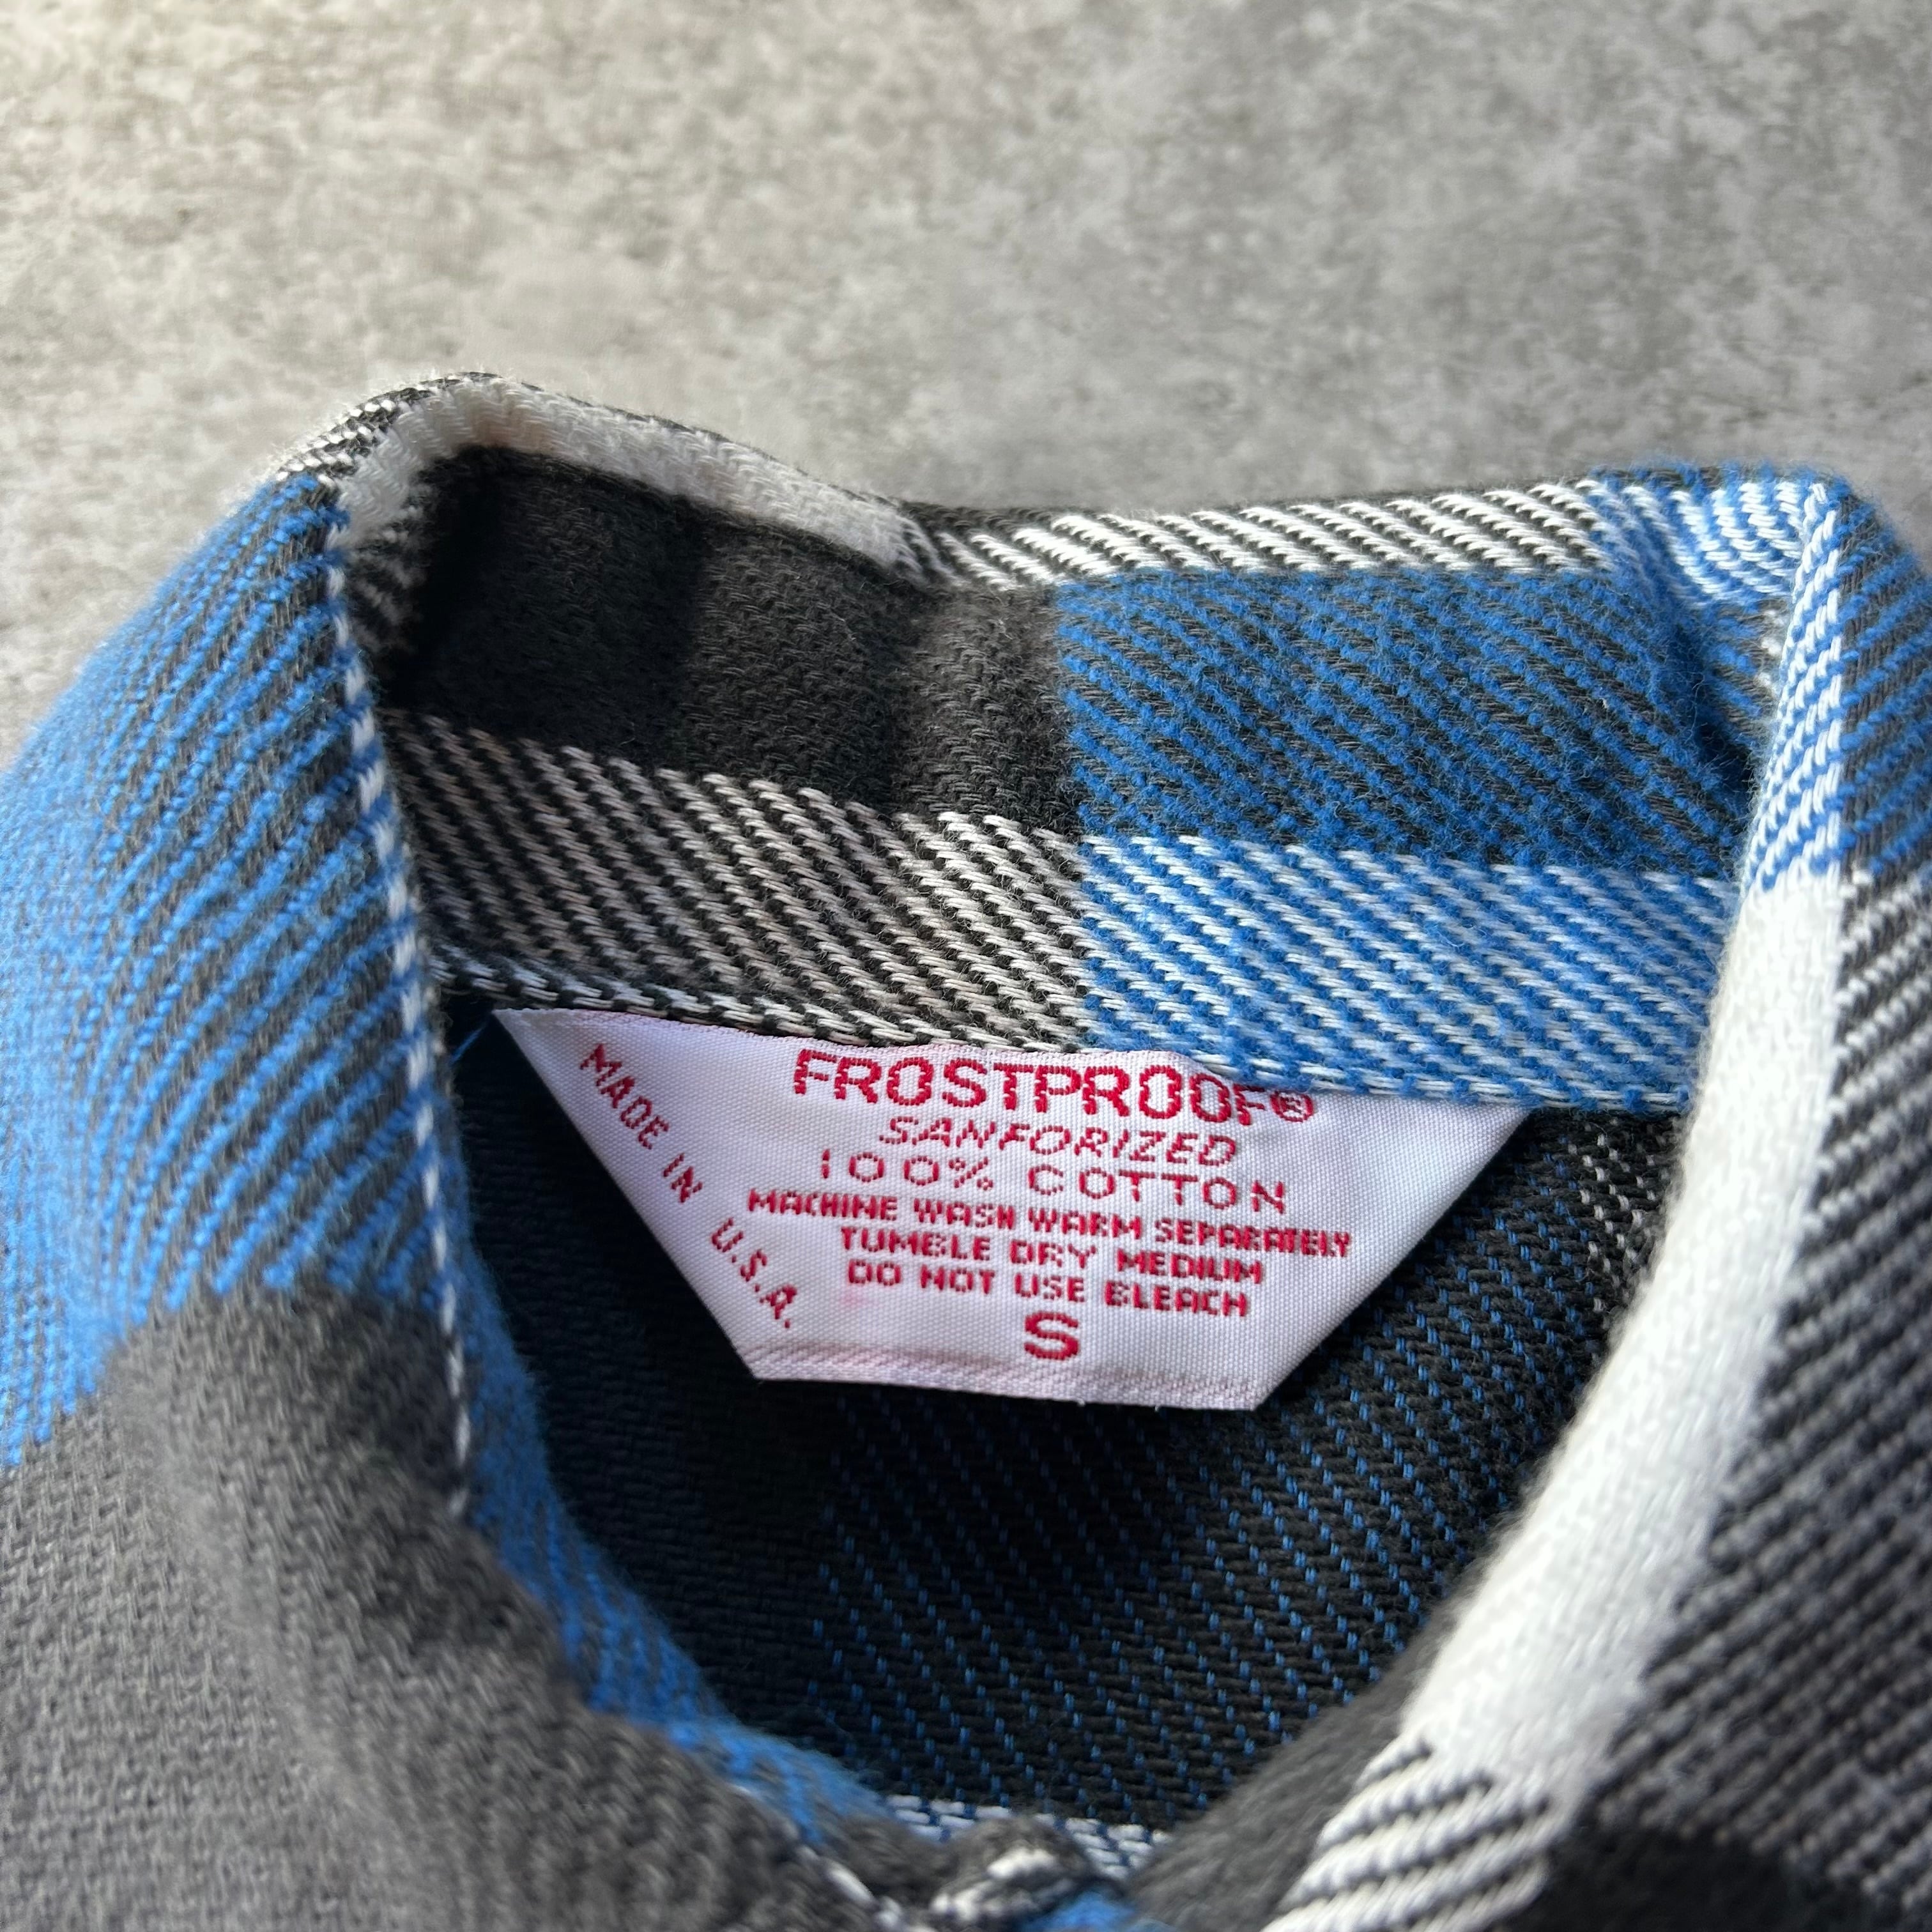 MADE IN U.S.A.
FROSTPROOF®
SANFORIZED
100% COTTON
MACHINE WASH WARM SEPARATELY
TUMBLE DRY MEDIUM
DO NOT USE BLEACH
S